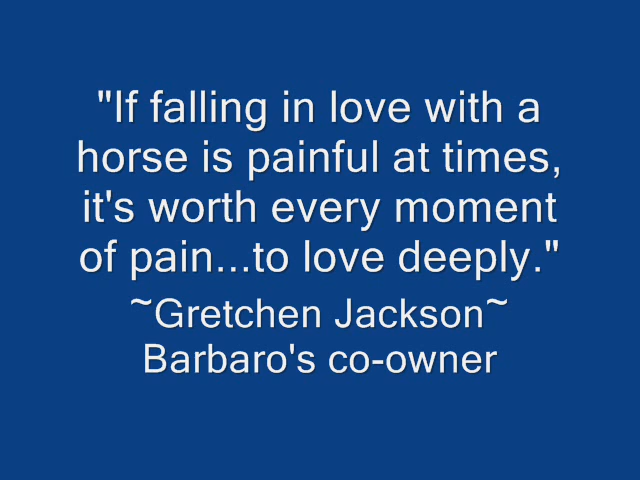 "If falling in love with a
horse is painful at times,
it's worth every moment
of pain...to love deeply."
~Gretchen Jackson~
Barbaro's co-owner